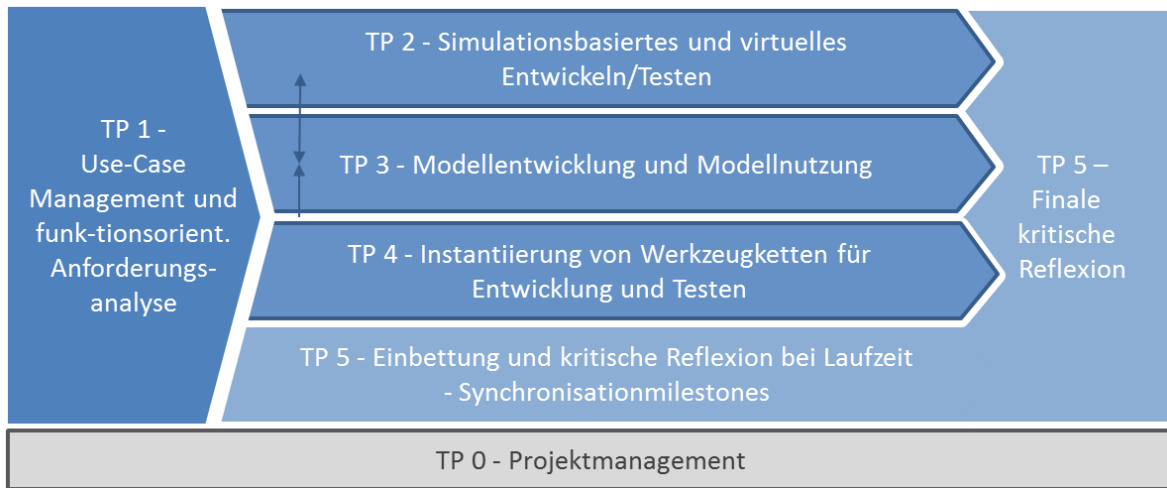 TP 1 -
Use-Case
Management und
funk-tionsorient.
Anforderungs-
analyse
TP 2 - Simulationsbasiertes und virtuelles
Entwickeln/Testen
TP 3 - Modellentwicklung und Modellnutzung
TP 4 - Instantiierung von Werkzeugketten für
Entwicklung und Testen
TP 5 - Einbettung und kritische Reflexion bei Laufzeit
- Synchronisationmilestones
TP 5 –
Finale
kritische
Reflexion
TP 0 - Projektmanagement